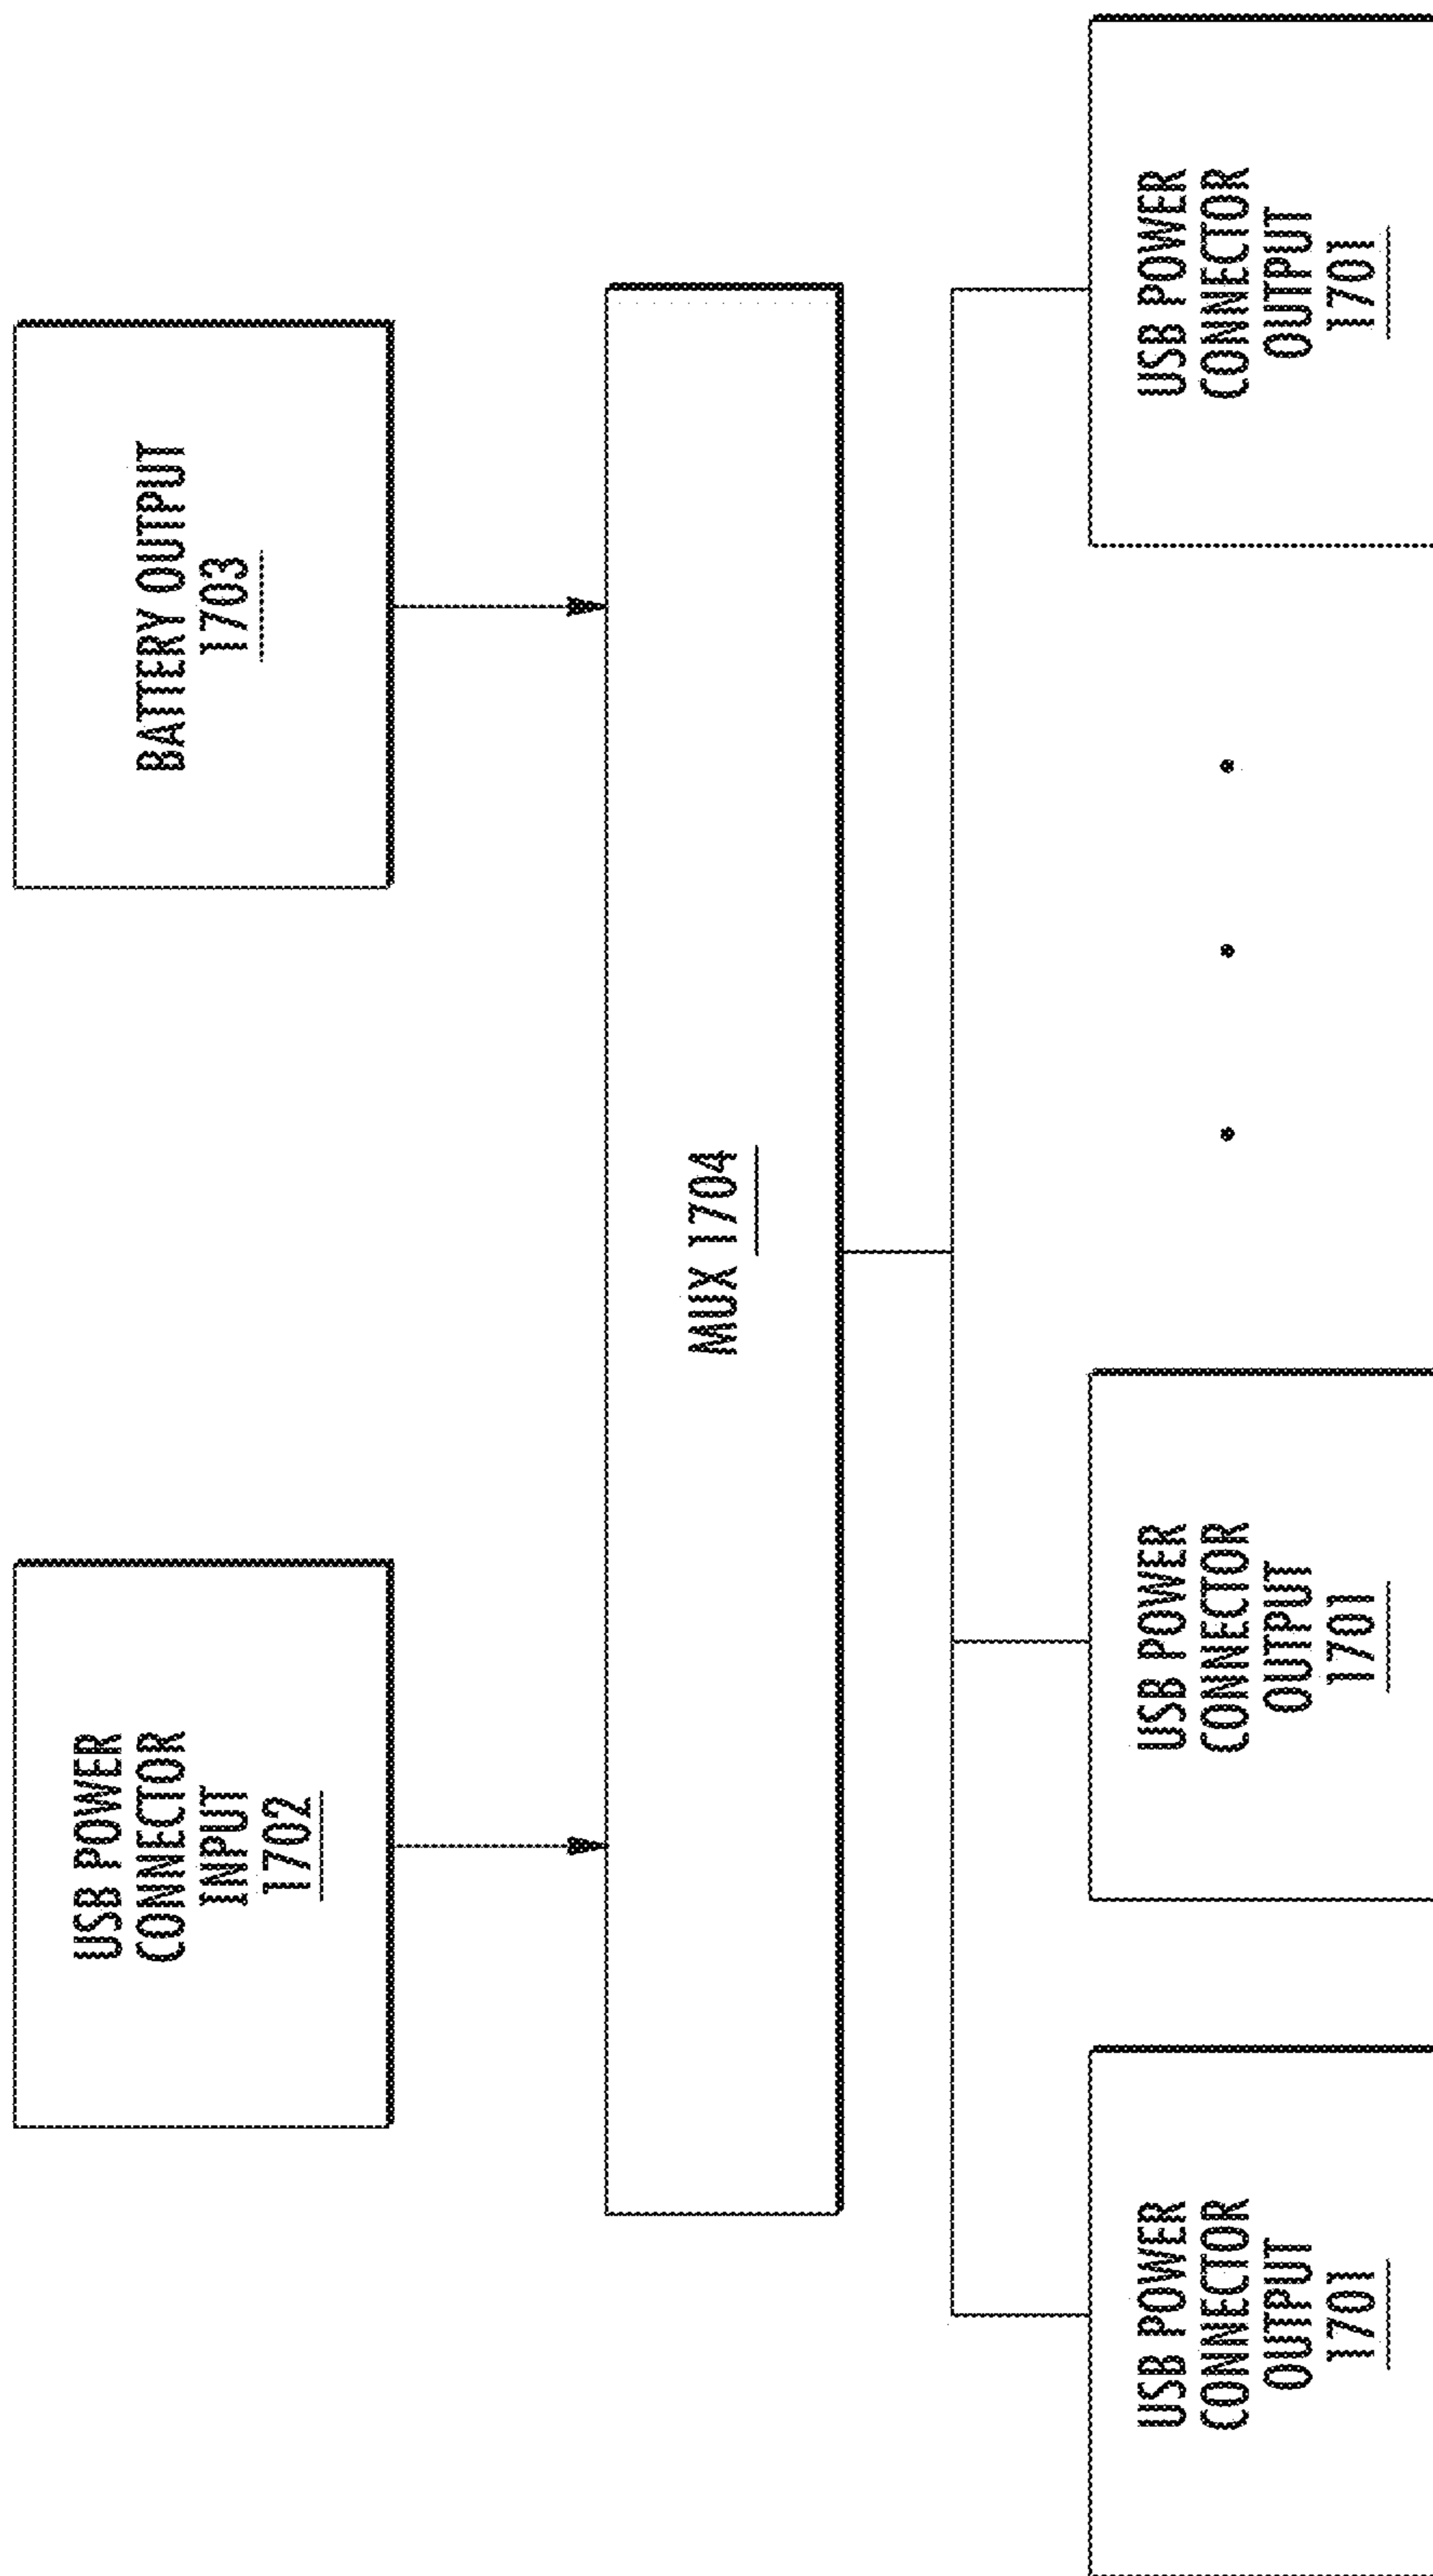 USB POWER
CONNECTOR
INPUT
1702
BATTERY OUTPUT
1703
MUX 1704
USB POWER
CONNECTOR
OUTPUT
1701
USB POWER
CONNECTOR
OUTPUT
1701
USB POWER
CONNECTOR
OUTPUT
1701